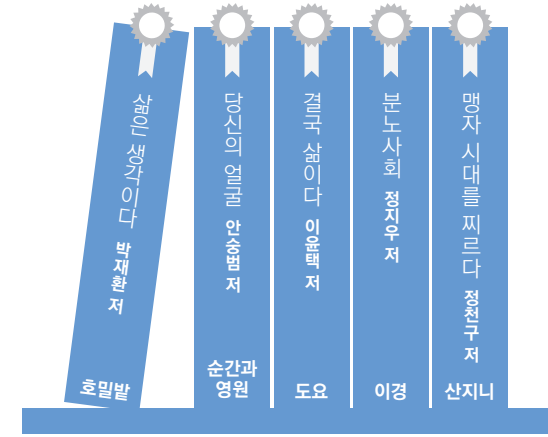 삶은 생각이다 박재환 저
호밀밭
당신의 얼굴 안숭범 저
순간과
영원
결국 삶이다 이윤택 저
도요
분노사회 정지우 저
이경
맹자 시대를 찌르다 정천구 저
산지니